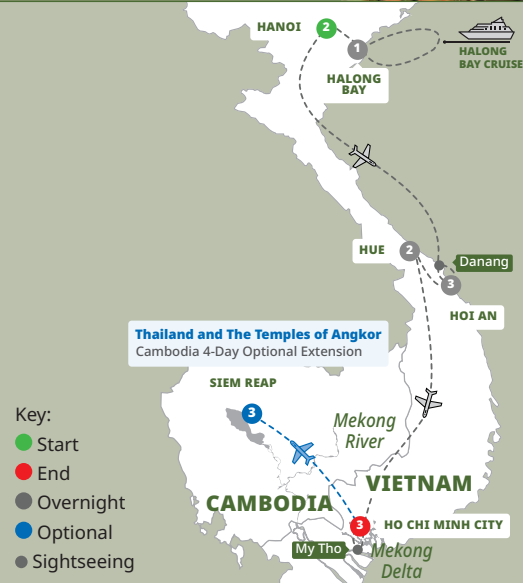 HANOI
2
1
HALONG
BAY
HALONG
BAY CRUISE
HUE
2
Danang
3
HOI AN
Thailand and The Temples of Angkor
Cambodia 4-Day Optional Extension
SIEM REAP
3
Mekong
River
Key:
Start
End
Overnight
Optional
Sightseeing
VIETNAM
CAMBODIA
3
HO CHI MINH CITY
My Tho
Mekong
Delta